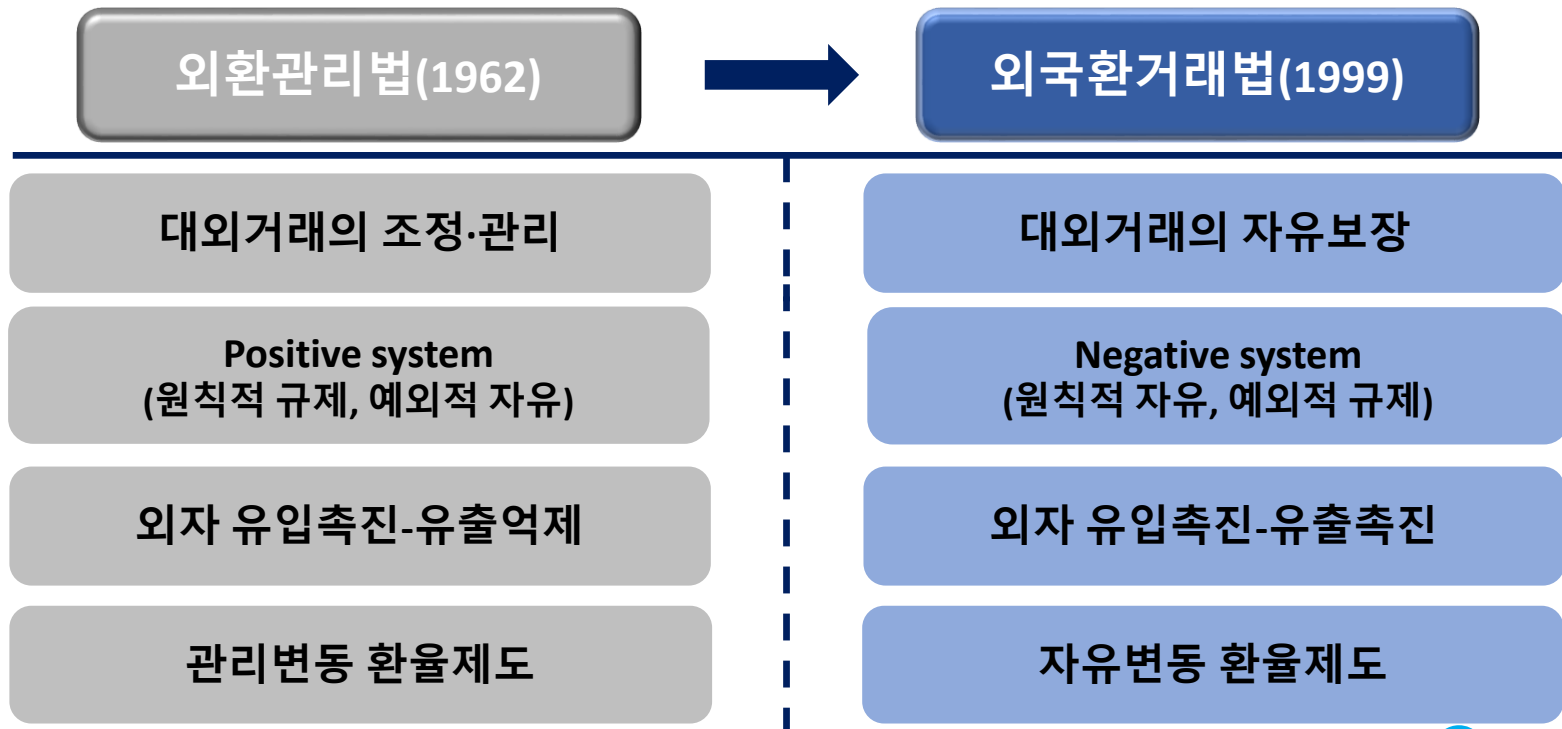 외환관리법(1962)
외국환거래법(1999)
대외거래의 조정·관리
대외거래의 자유보장
Positive system
(원칙적 규제, 예외적 자유)
Negative system
(원칙적 자유, 예외적 규제)
외자 유입촉진-유출억제
외자 유입촉진-유출촉진
관리변동 환율제도
자유변동 환율제도